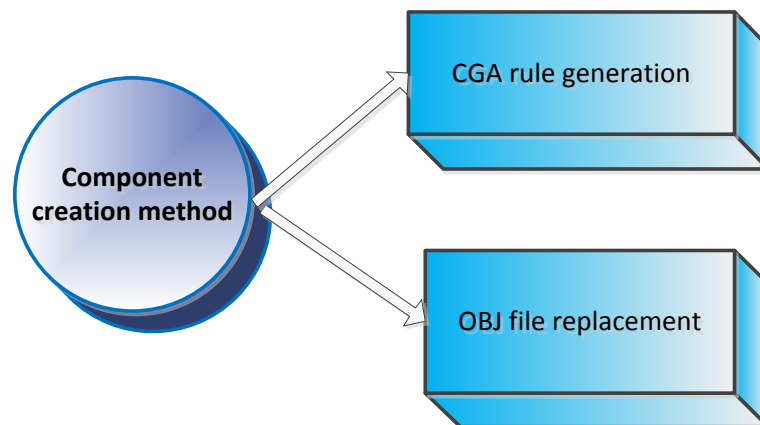 CGA rule generation
Component
creation method
OBJ file replacement